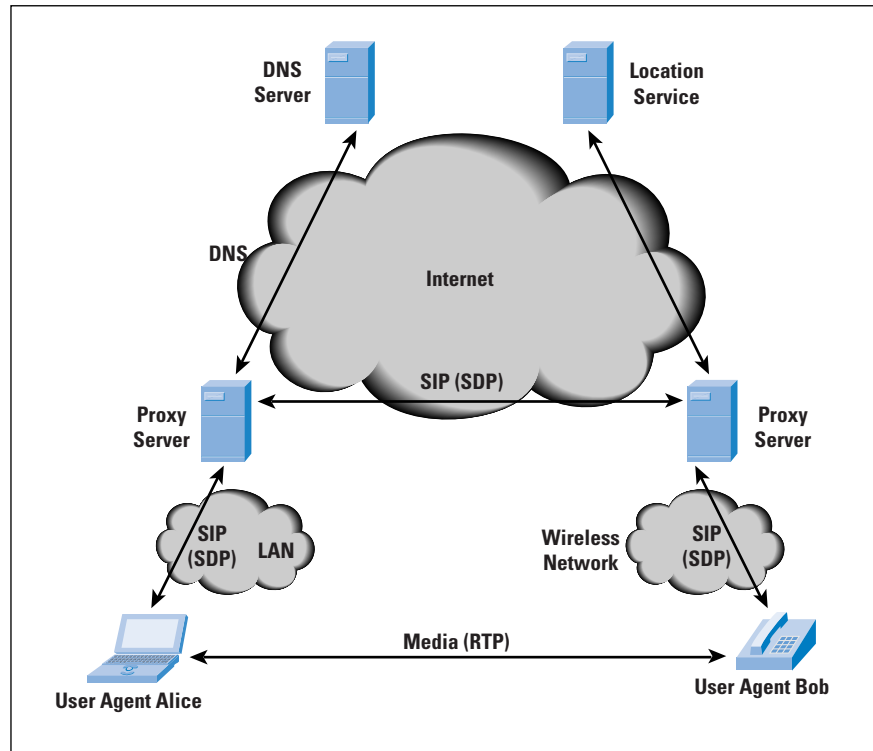 DNS
Server
Location
Service
DNS
Internet
SIP (SDP)
Proxy
Server
Proxy
Server
SIP
(SDP)
LAN
Wireless
Network
SIP
(SDP)
Media (RTP)
User Agent Alice
User Agent Bob